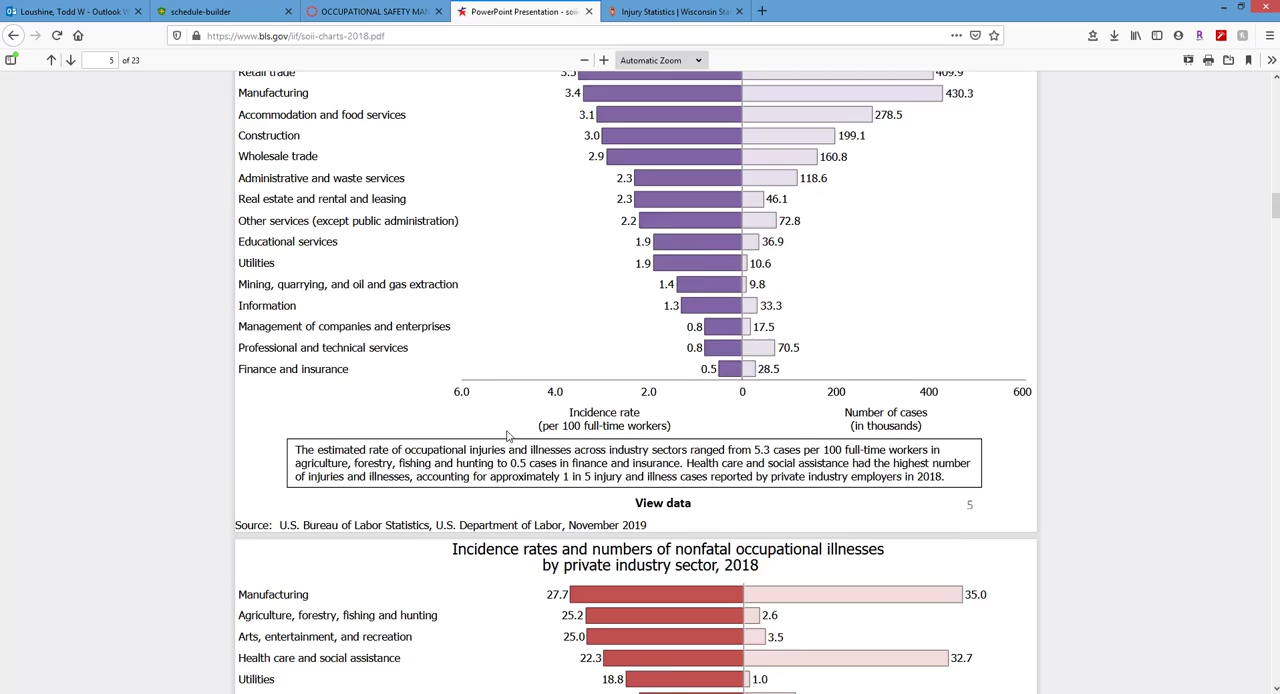 Loushine, Todd W - Outlook
schedule-builder
OCCUPATIONAL SAFETY MAN
PowerPoint Presentation - soii-
Injury Statistics | Wisconsin Sta
https://www.bls.gov/iif/soii-charts-2018.pdf
5 of 23
Automatic Zoom
Retail trade 3.5 409.9
Manufacturing 3.4 430.3
Accommodation and food services 3.1 278.5
Construction 3.0 199.1
Wholesale trade 2.9 160.8
Administrative and waste services 2.3 118.6
Real estate and rental and leasing 2.3 46.1
Other services (except public administration) 2.2 72.8
Educational services 1.9 36.9
Utilities 1.9 10.6
Mining, quarrying, and oil and gas extraction 1.4 9.8
Information 1.3 33.3
Management of companies and enterprises 0.8 17.5
Professional and technical services 0.8 70.5
Finance and insurance 0.5 28.5
6.0 4.0 2.0 0 200 400 600
Incidence rate Number of cases
(per 100 full-time workers) (in thousands)
The estimated rate of occupational injuries and illnesses across industry sectors ranged from 5.3 cases per 100 full-time workers in
agriculture, forestry, fishing and hunting to 0.5 cases in finance and insurance. Health care and social assistance had the highest number
of injuries and illnesses, accounting for approximately 1 in 5 injury and illness cases reported by private industry employers in 2018.
View data 5
Source: U.S. Bureau of Labor Statistics, U.S. Department of Labor, November 2019
Incidence rates and numbers of nonfatal occupational illnesses
by private industry sector, 2018
Manufacturing 27.7 35.0
Agriculture, forestry, fishing and hunting 25.2 2.6
Arts, entertainment, and recreation 25.0 3.5
Health care and social assistance 22.3 32.7
Utilities 18.8 1.0